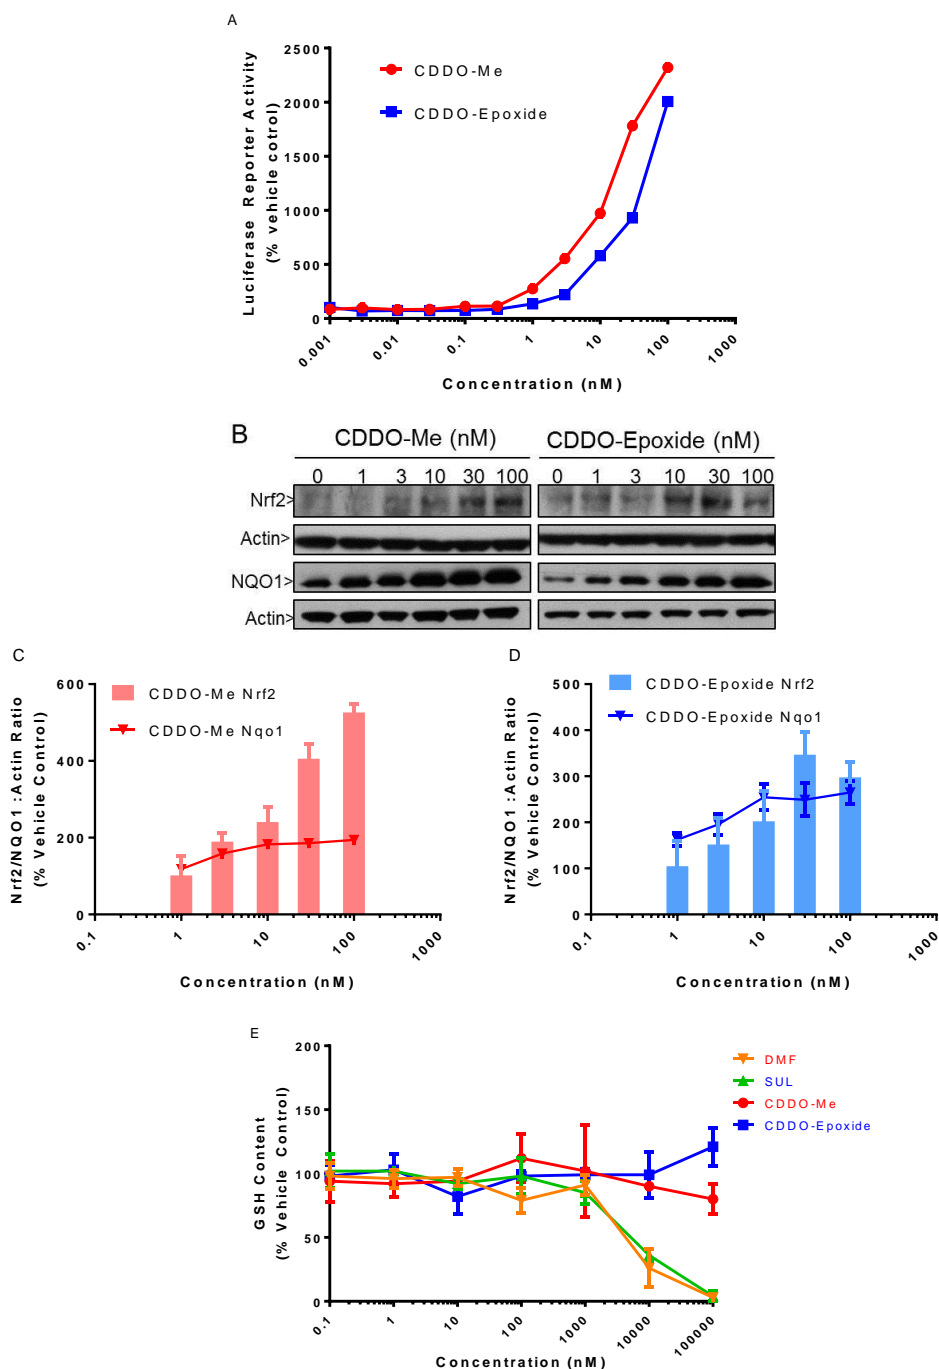 A
Luciferase Reporter Activity
(% vehicle cotrol)
2500
2000
1500
1000
500
0
CDDO-Me
CDDO-Epoxide
0.001
0.01
0.1
1
10
100
1000
Concentration (nM)
B
CDDO-Me (nM)
CDDO-Epoxide (nM)
0 1 3 10 30 100
0 1 3 10 30 100
Nrf2>
Actin>
NQO1>
Actin>
C
Nrf2/NQO1 :Actin Ratio
(% Vehicle Control)
600
400
200
0
CDDO-Me Nrf2
CDDO-Me Nqo1
0.1
1
10
100
1000
Concentration (nM)
D
Nrf2/NQO1 :Actin Ratio
(% Vehicle Control)
500
400
300
200
100
0
CDDO-Epoxide Nrf2
CDDO-Epoxide Nqo1
0.1
1
10
100
1000
Concentration (nM)
E
GSH Content
(% Vehicle Control)
200
150
100
50
0
DMF
SUL
CDDO-Me
CDDO-Epoxide
0.1
1
10
100
1000
10000
100000
Concentration (nM)